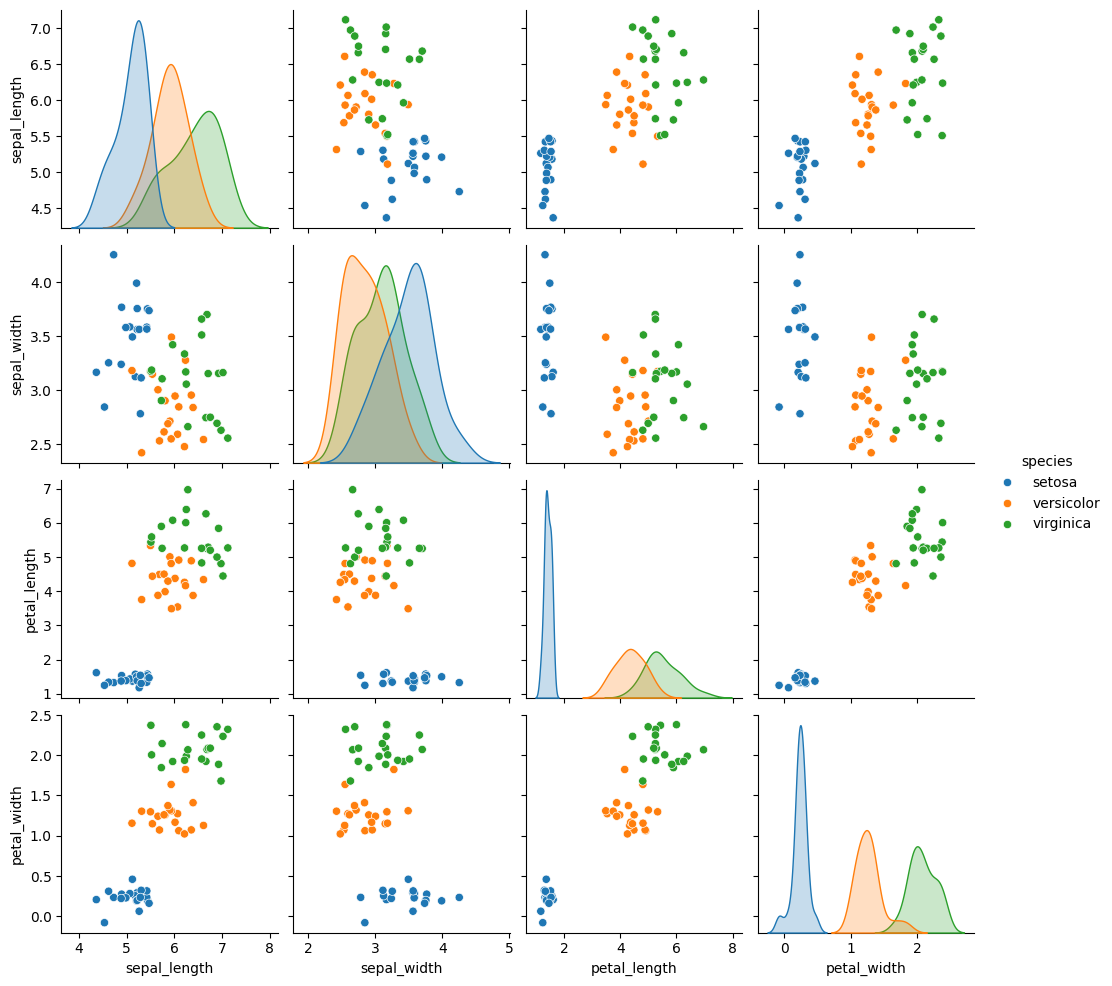 7.0
6.5
6.0
5.5
5.0
4.5
sepal_length
4.0
3.5
3.0
2.5
sepal_width
species
setosa
versicolor
virginica
7
6
5
4
3
2
1
petal_length
2.5
2.0
1.5
1.0
0.5
0.0
petal_width
4 5 6 7 8
2 3 4 5
2 4 6 8
0 1 2
sepal_length sepal_width petal_length petal_width